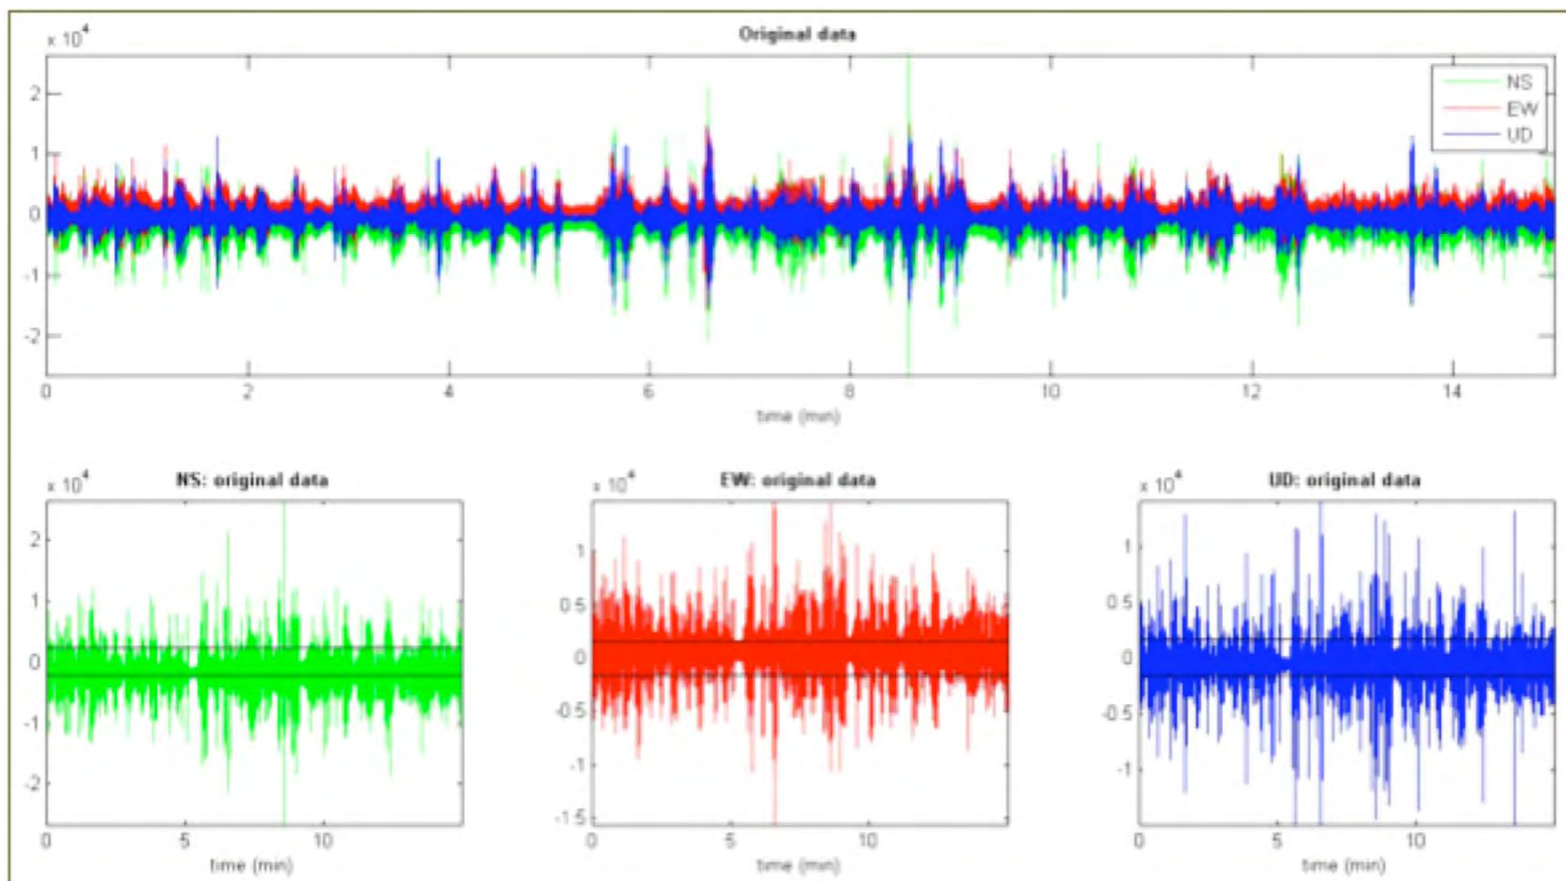 Original data
x 10^4
2
1
0
-1
-2
NS
EW
UD
0 2 4 6 8 10 12 14
time (min)
NS: original data
x 10^4
2
1
0
-1
-2
0 5 10
time (min)
EW: original data
x 10^4
1
0.5
0
-0.5
-1
-1.5
0 5 10
time (min)
UD: original data
x 10^4
1
0.5
0
-0.5
-1
0 5 10
time (min)